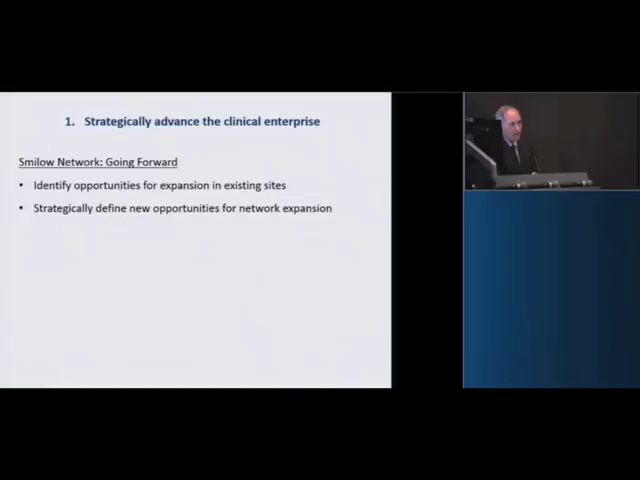 1. Strategically advance the clinical enterprise
Smilow Network: Going Forward
• Identify opportunities for expansion in existing sites
• Strategically define new opportunities for network expansion